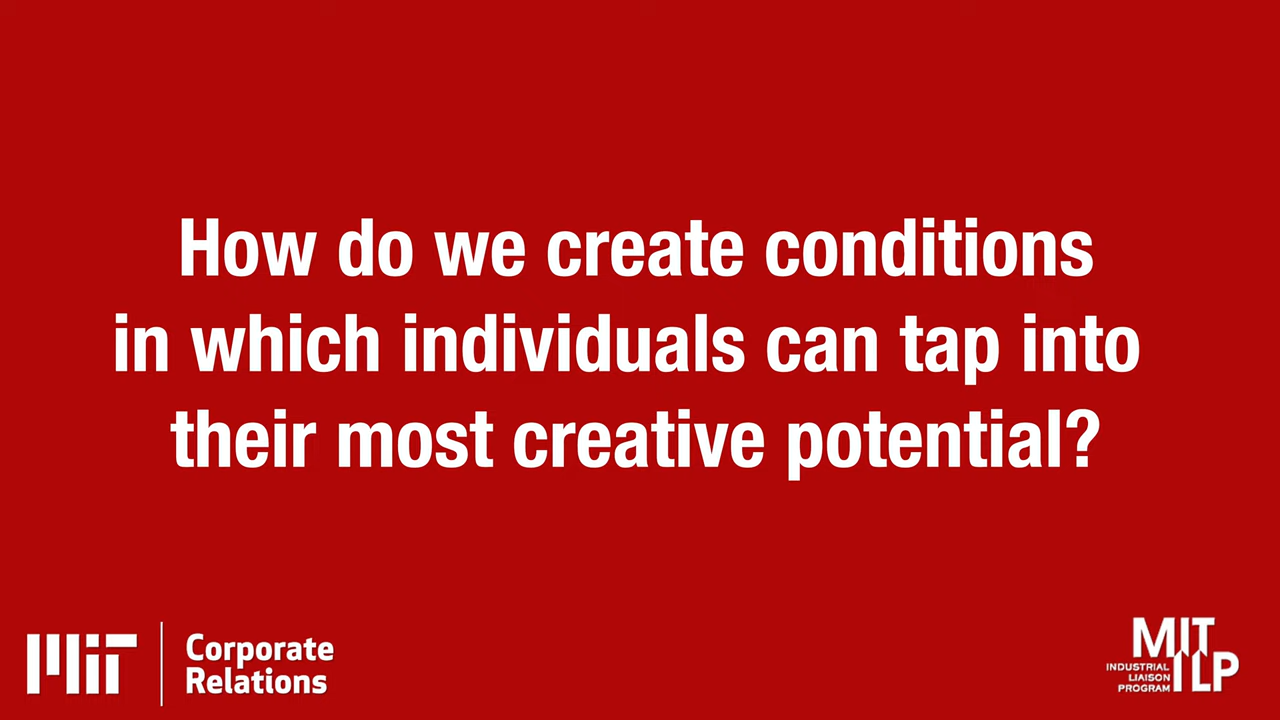 How do we create conditions
in which individuals can tap into
their most creative potential?
MIT
Corporate
Relations
MIT
ILP
INDUSTRIAL
LIAISON
PROGRAM